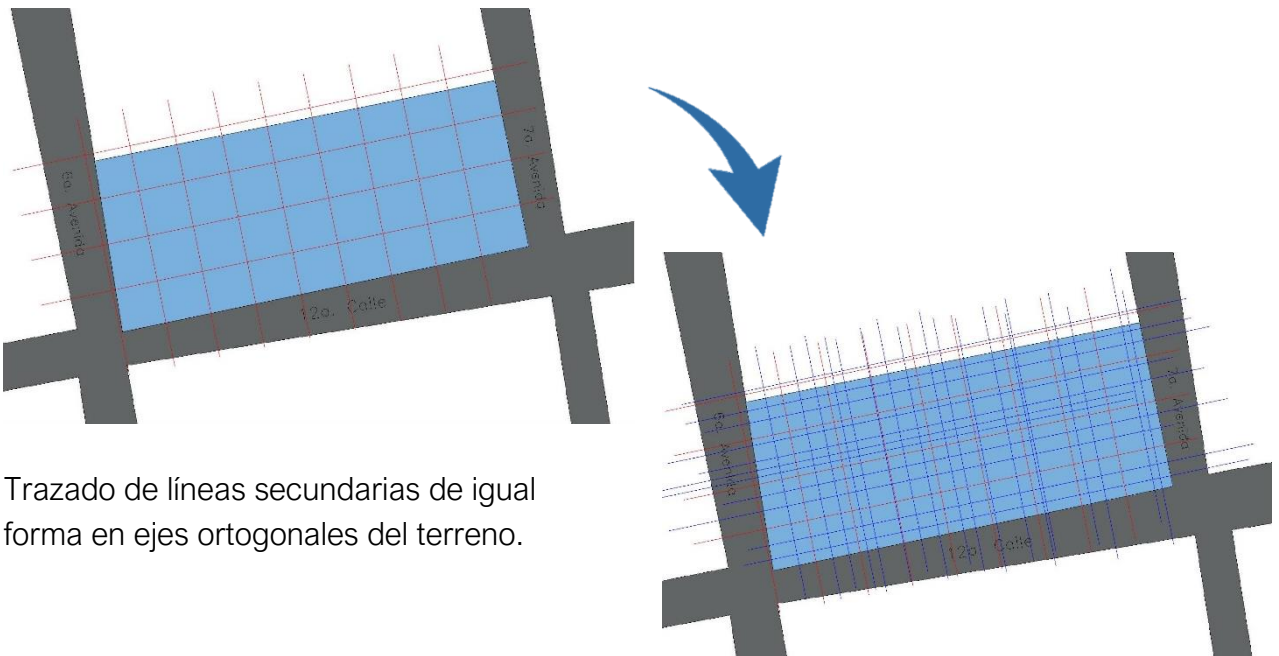 6a. Avenida
7a. Avenida
12a. Calle
Trazado de líneas secundarias de igual
forma en ejes ortogonales del terreno.
6a. Avenida
7a. Avenida
12a. Calle